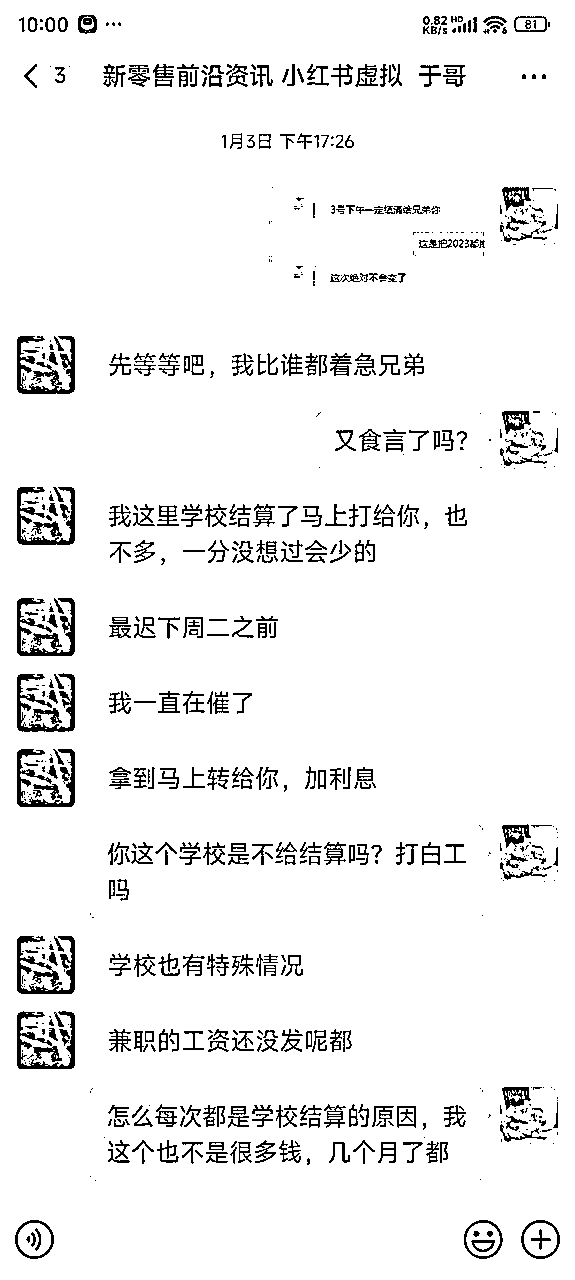 10:00 ···
0.82 KB/s HD 81
3 新零售前沿资讯 小红书虚拟 于哥 ···
1月3日 下午17:26
3号下午一定结清给兄弟你
这是把2023都
这次绝对不会变了
先等等吧，我比谁都着急兄弟
又食言了吗？
我这里学校结算了马上打给你，也
不多，一分没想过会少的
最迟下周二之前
我一直在催了
拿到马上转给你，加利息
你这个学校是不给结算吗？打白工
吗
学校也有特殊情况
兼职的工资还没发呢都
怎么每次都是学校结算的原因，我
这个也不是很多钱，几个月了都